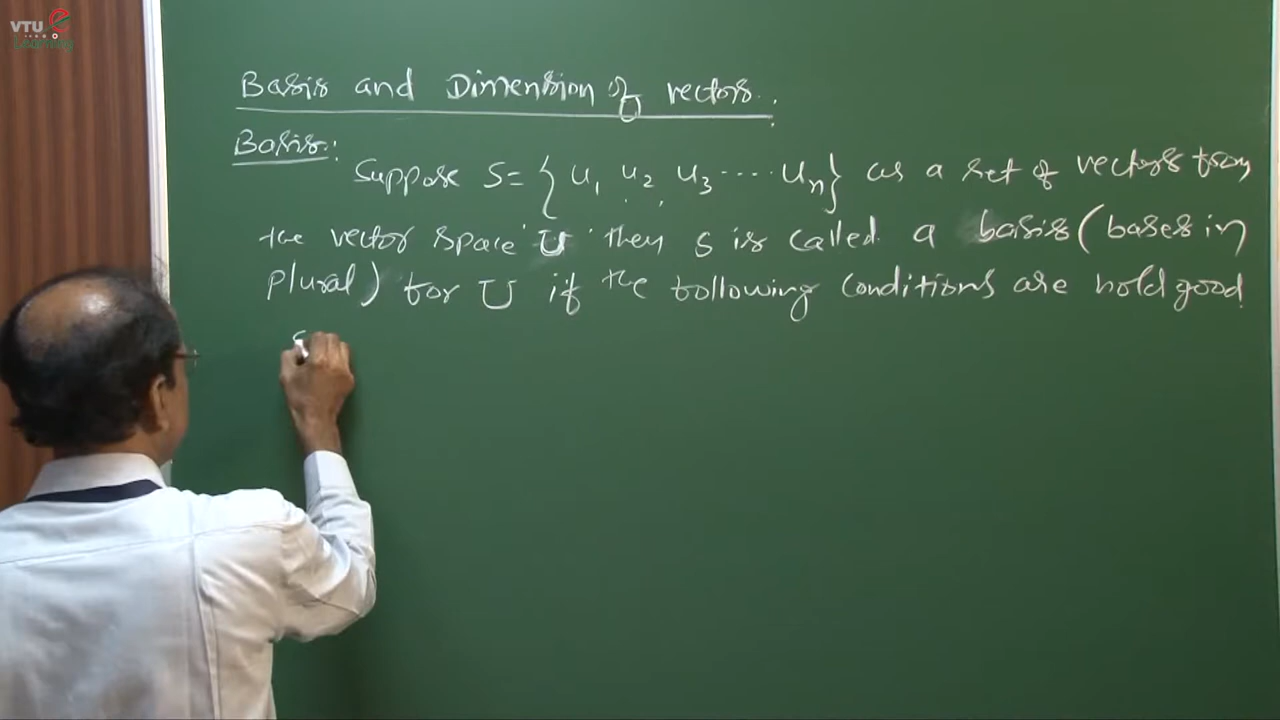 VTU e
Learning
Basis and Dimension of vectors.
Basis:
Suppose S= { u1 u2 u3 .... un} as a set of vectors from
the vector space U then S is called a basis (bases in
plural) for U if the following conditions are hold good